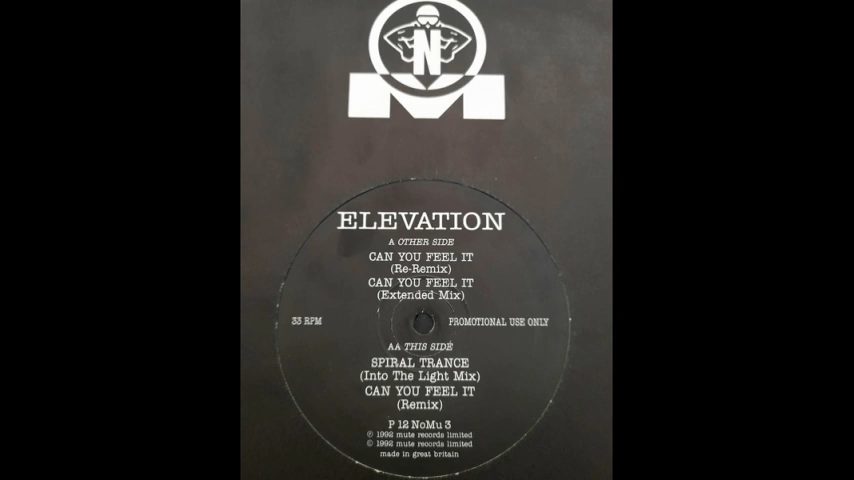 N
ELEVATION
A OTHER SIDE
CAN YOU FEEL IT
(Re-Remix)
CAN YOU FEEL IT
(Extended Mix)
33 RPM
PROMOTIONAL USE ONLY
AA THIS SIDE
SPIRAL TRANCE
(Into The Light Mix)
CAN YOU FEEL IT
(Remix)
P 12 NoMu 3
℗ 1992 mute records limited
© 1992 mute records limited
made in great britain